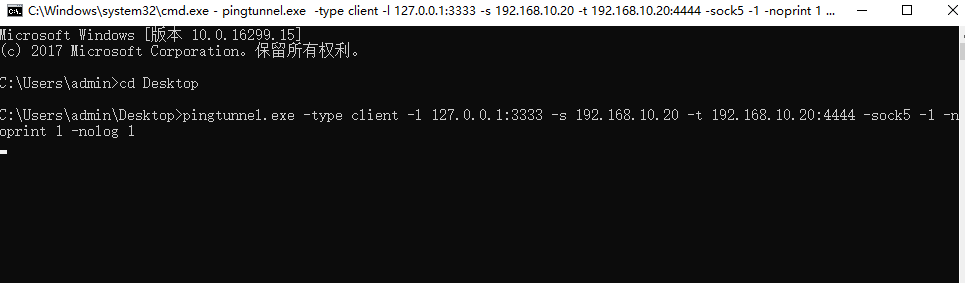 C:\Windows\system32\cmd.exe - pingtunnel.exe  -type client -l 127.0.0.1:3333 -s 192.168.10.20 -t 192.168.10.20:4444 -sock5 -1 -noprint 1 ...
Microsoft Windows [版本 10.0.16299.15]
(c) 2017 Microsoft Corporation。保留所有权利。
C:\Users\admin>cd Desktop
C:\Users\admin\Desktop>pingtunnel.exe -type client -l 127.0.0.1:3333 -s 192.168.10.20 -t 192.168.10.20:4444 -sock5 -1 -n
oprint 1 -nolog 1